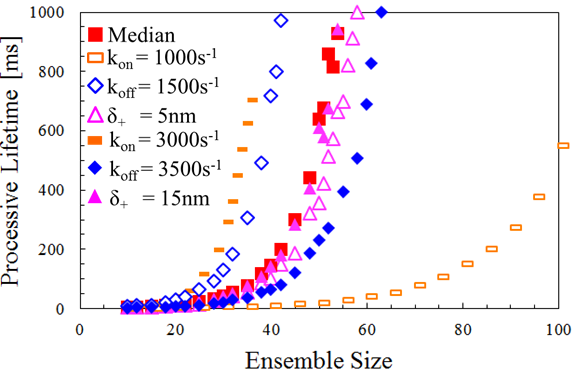 1000
800
600
400
200
0
Processive Lifetime [ms]
Median
kon = 1000s-1
koff = 1500s-1
δ+ = 5nm
kon = 3000s-1
koff = 3500s-1
δ+ = 15nm
0 20 40 60 80 100
Ensemble Size